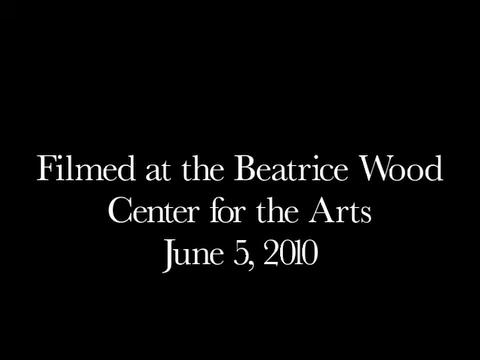 Filmed at the Beatrice Wood
Center for the Arts
June 5, 2010